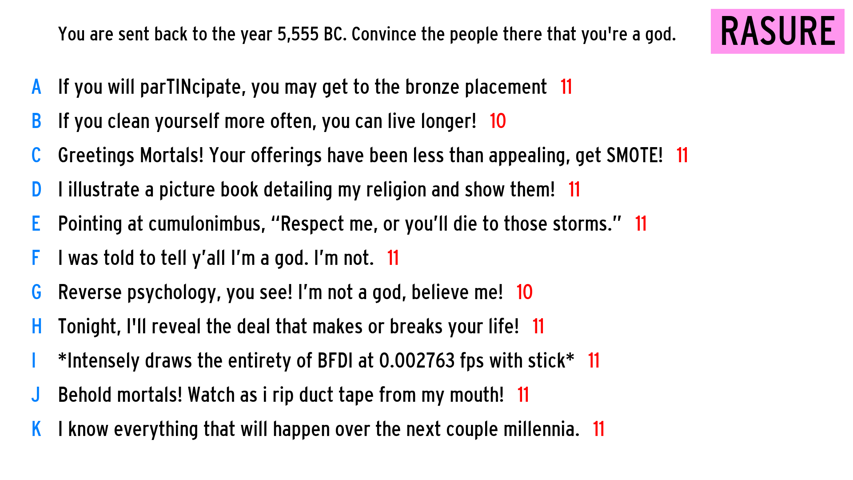 You are sent back to the year 5,555 BC. Convince the people there that you're a god.
RASURE
A If you will parTINcipate, you may get to the bronze placement 11
B If you clean yourself more often, you can live longer! 10
C Greetings Mortals! Your offerings have been less than appealing, get SMOTE! 11
D I illustrate a picture book detailing my religion and show them! 11
E Pointing at cumulonimbus, “Respect me, or you’ll die to those storms.” 11
F I was told to tell y’all I’m a god. I’m not. 11
G Reverse psychology, you see! I’m not a god, believe me! 10
H Tonight, I'll reveal the deal that makes or breaks your life! 11
I *Intensely draws the entirety of BFDI at 0.002763 fps with stick* 11
J Behold mortals! Watch as i rip duct tape from my mouth! 11
K I know everything that will happen over the next couple millennia. 11